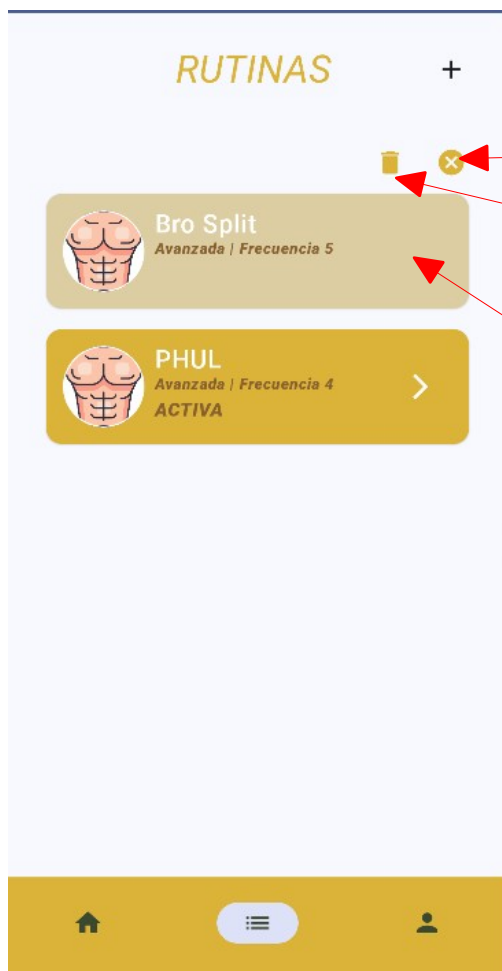 RUTINAS
Bro Split
Avanzada | Frecuencia 5
PHUL
Avanzada | Frecuencia 4
ACTIVA